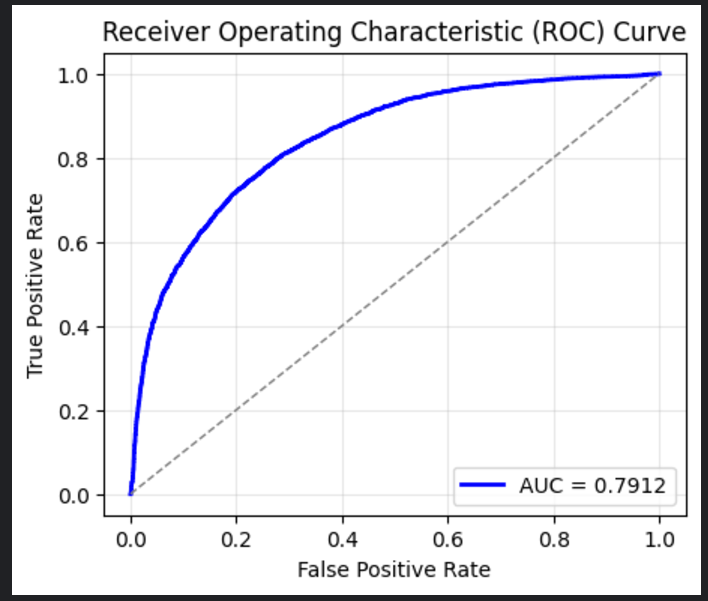 Receiver Operating Characteristic (ROC) Curve
True Positive Rate
1.0
0.8
0.6
0.4
0.2
0.0
AUC = 0.7912
0.0 0.2 0.4 0.6 0.8 1.0
False Positive Rate